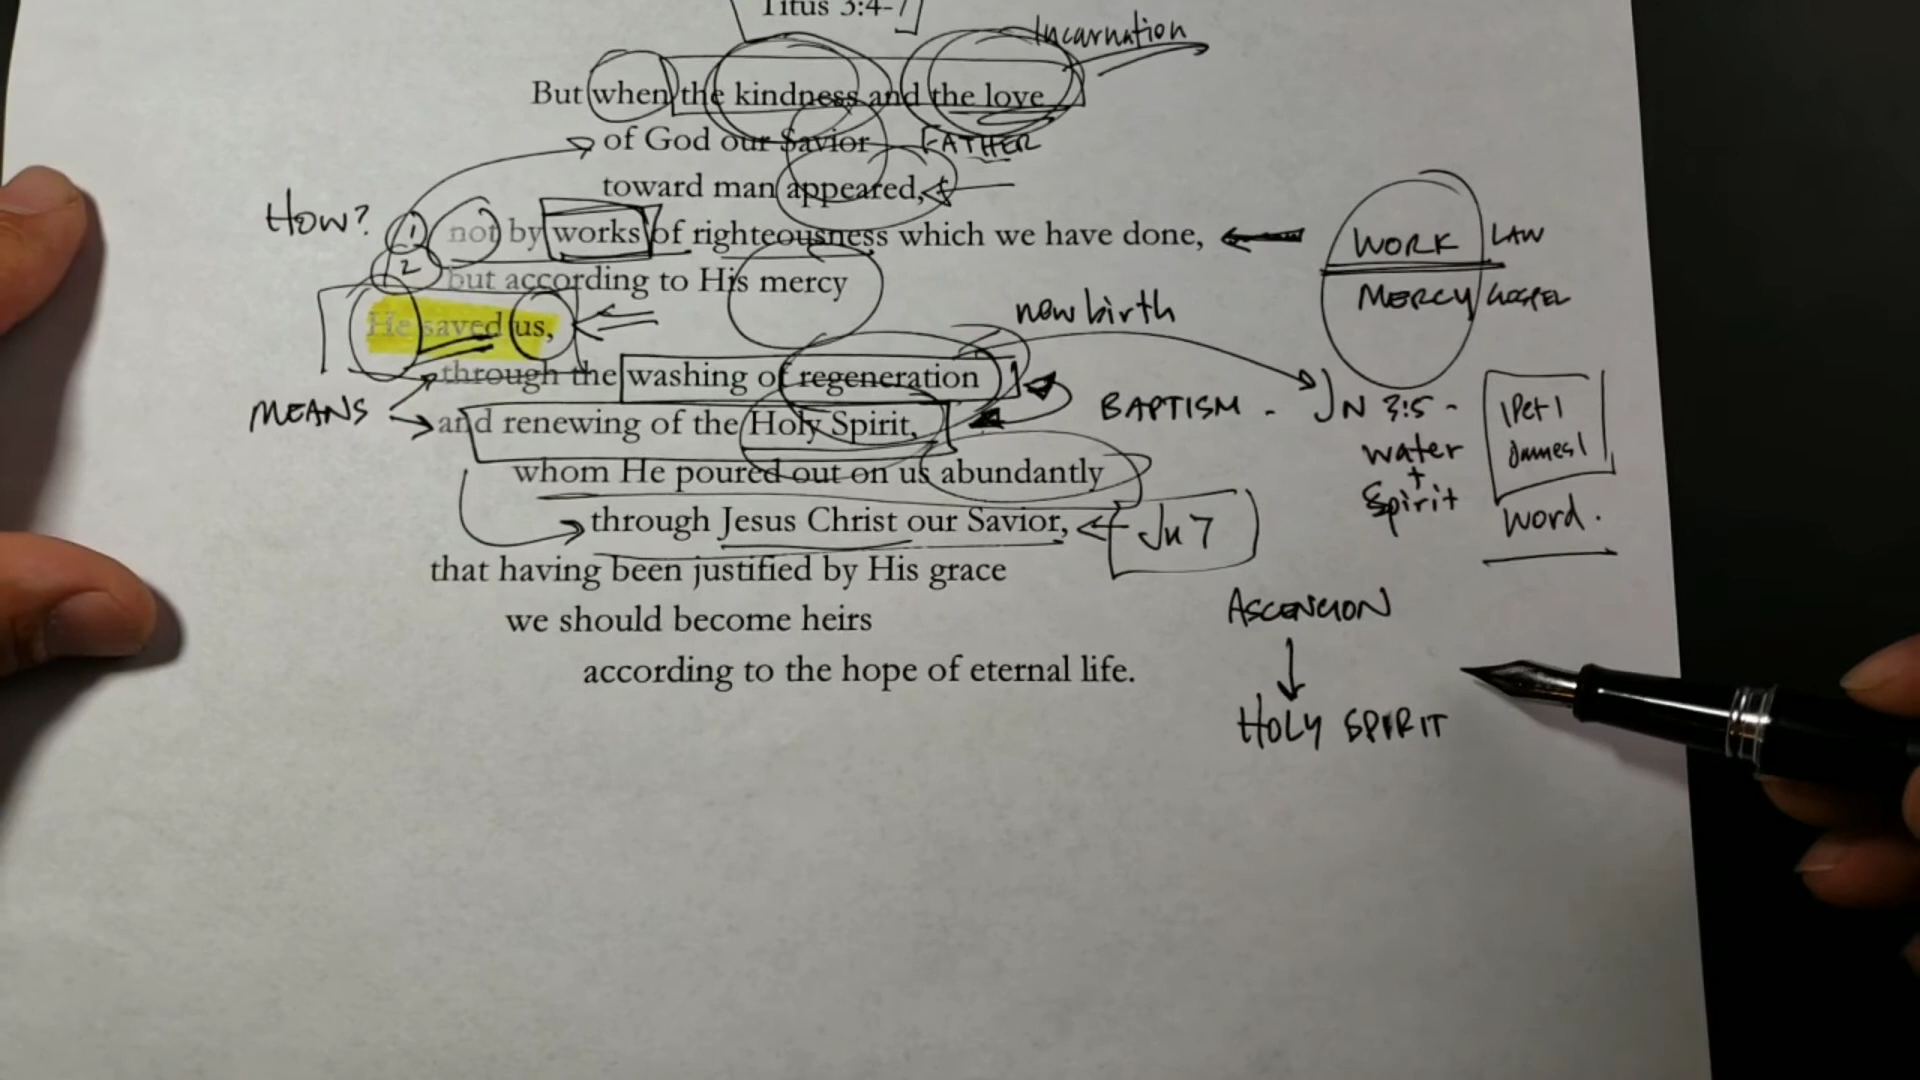 Titus 3:4-7
Incarnation
But when the kindness and the love
of God our Savior FATHER
toward man appeared,
How? 1 not by works of righteousness which we have done,
WORK LAW
2 but according to His mercy
MERCY / GOSPEL
He saved us,
new birth
through the washing of regeneration
MEANS
and renewing of the Holy Spirit,
BAPTISM - JN 3:5 -
water
+
Spirit
1Pet 1
James 1
word.
whom He poured out on us abundantly
through Jesus Christ our Savior,
Jn 7
that having been justified by His grace
ASCENCION
we should become heirs
according to the hope of eternal life.
HOLY SPIRIT